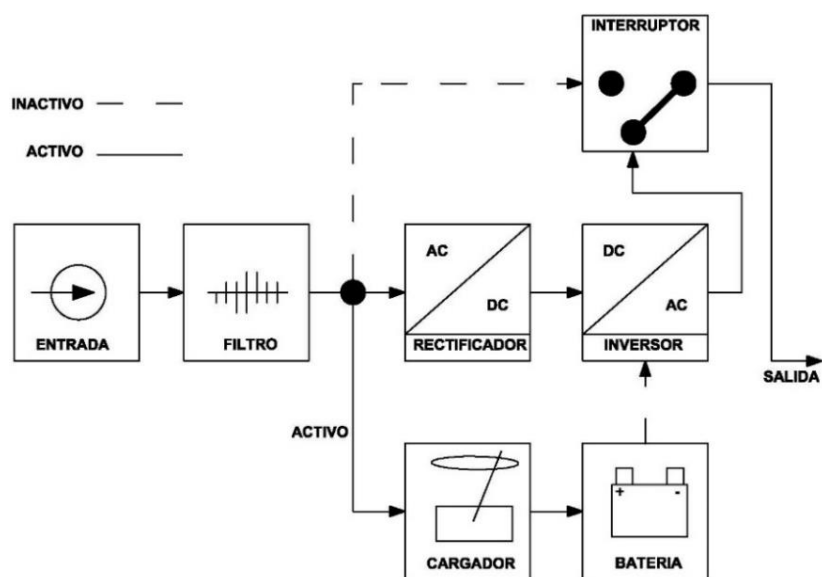 INTERRUPTOR
INACTIVO
ACTIVO
AC
DC
DC
AC
ENTRADA
FILTRO
RECTIFICADOR
INVERSOR
SALIDA
ACTIVO
+ -
CARGADOR
BATERIA